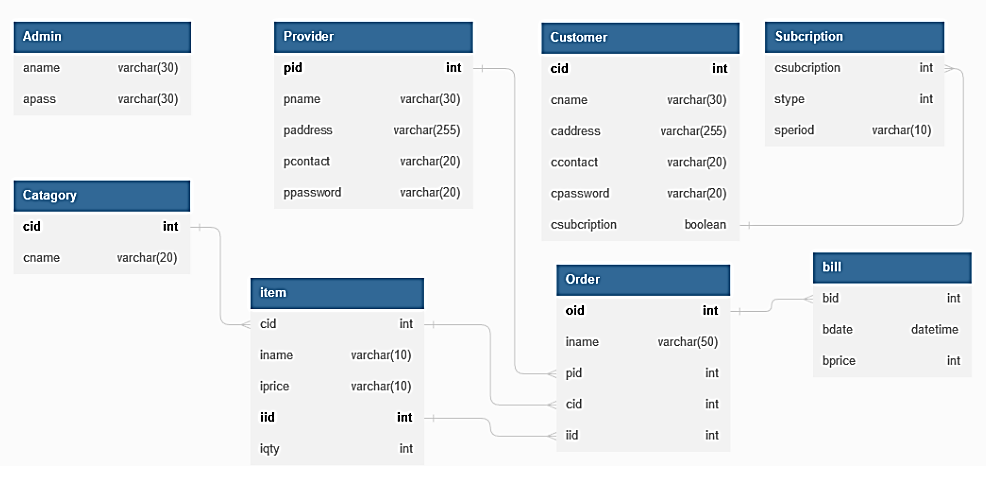 Admin
aname varchar(30)
apass varchar(30)
Provider
pid int
pname varchar(30)
paddress varchar(255)
pcontact varchar(20)
ppassword varchar(20)
Customer
cid int
cname varchar(30)
caddress varchar(255)
ccontact varchar(20)
cpassword varchar(20)
csubcription boolean
Subcription
csubcription int
stype int
speriod varchar(10)
Catagory
cid int
cname varchar(20)
item
cid int
iname varchar(10)
iprice varchar(10)
iid int
iqty int
Order
oid int
iname varchar(50)
pid int
cid int
iid int
bill
bid int
bdate datetime
bprice int